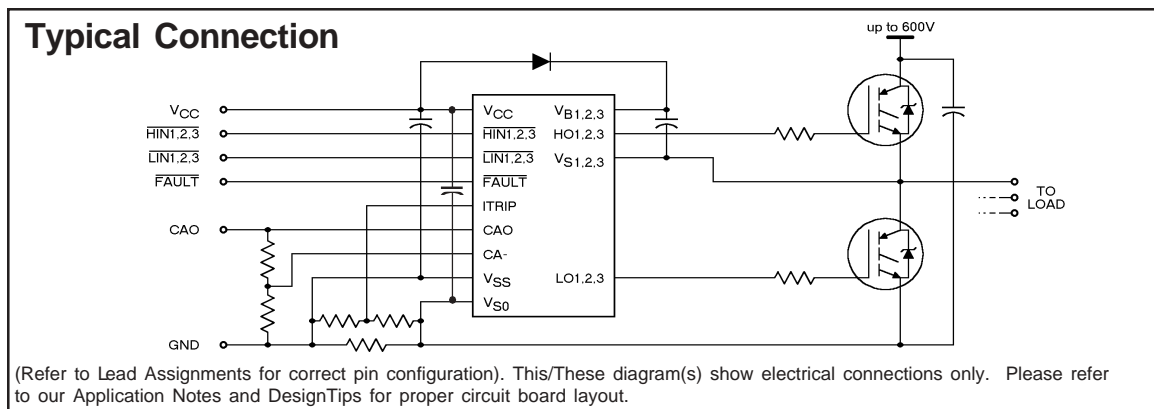 Typical Connection
up to 600V
VCC
HIN1,2,3
LIN1,2,3
FAULT
CAO
GND
VCC
HIN1,2,3
LIN1,2,3
FAULT
ITRIP
CAO
CA-
VSS
VS0
VB1,2,3
HO1,2,3
VS1,2,3
LO1,2,3
TO
LOAD
(Refer to Lead Assignments for correct pin configuration). This/These diagram(s) show electrical connections only. Please refer
to our Application Notes and DesignTips for proper circuit board layout.